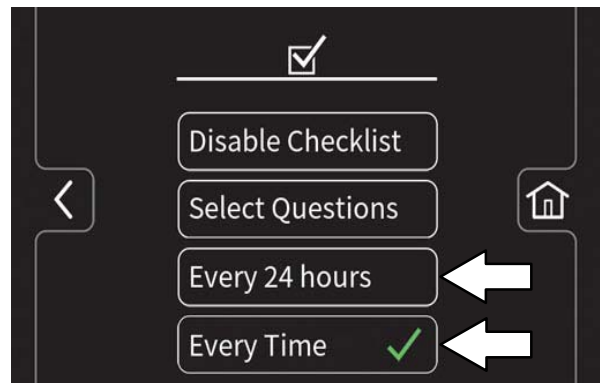 Disable Checklist
Select Questions
Every 24 hours
Every Time